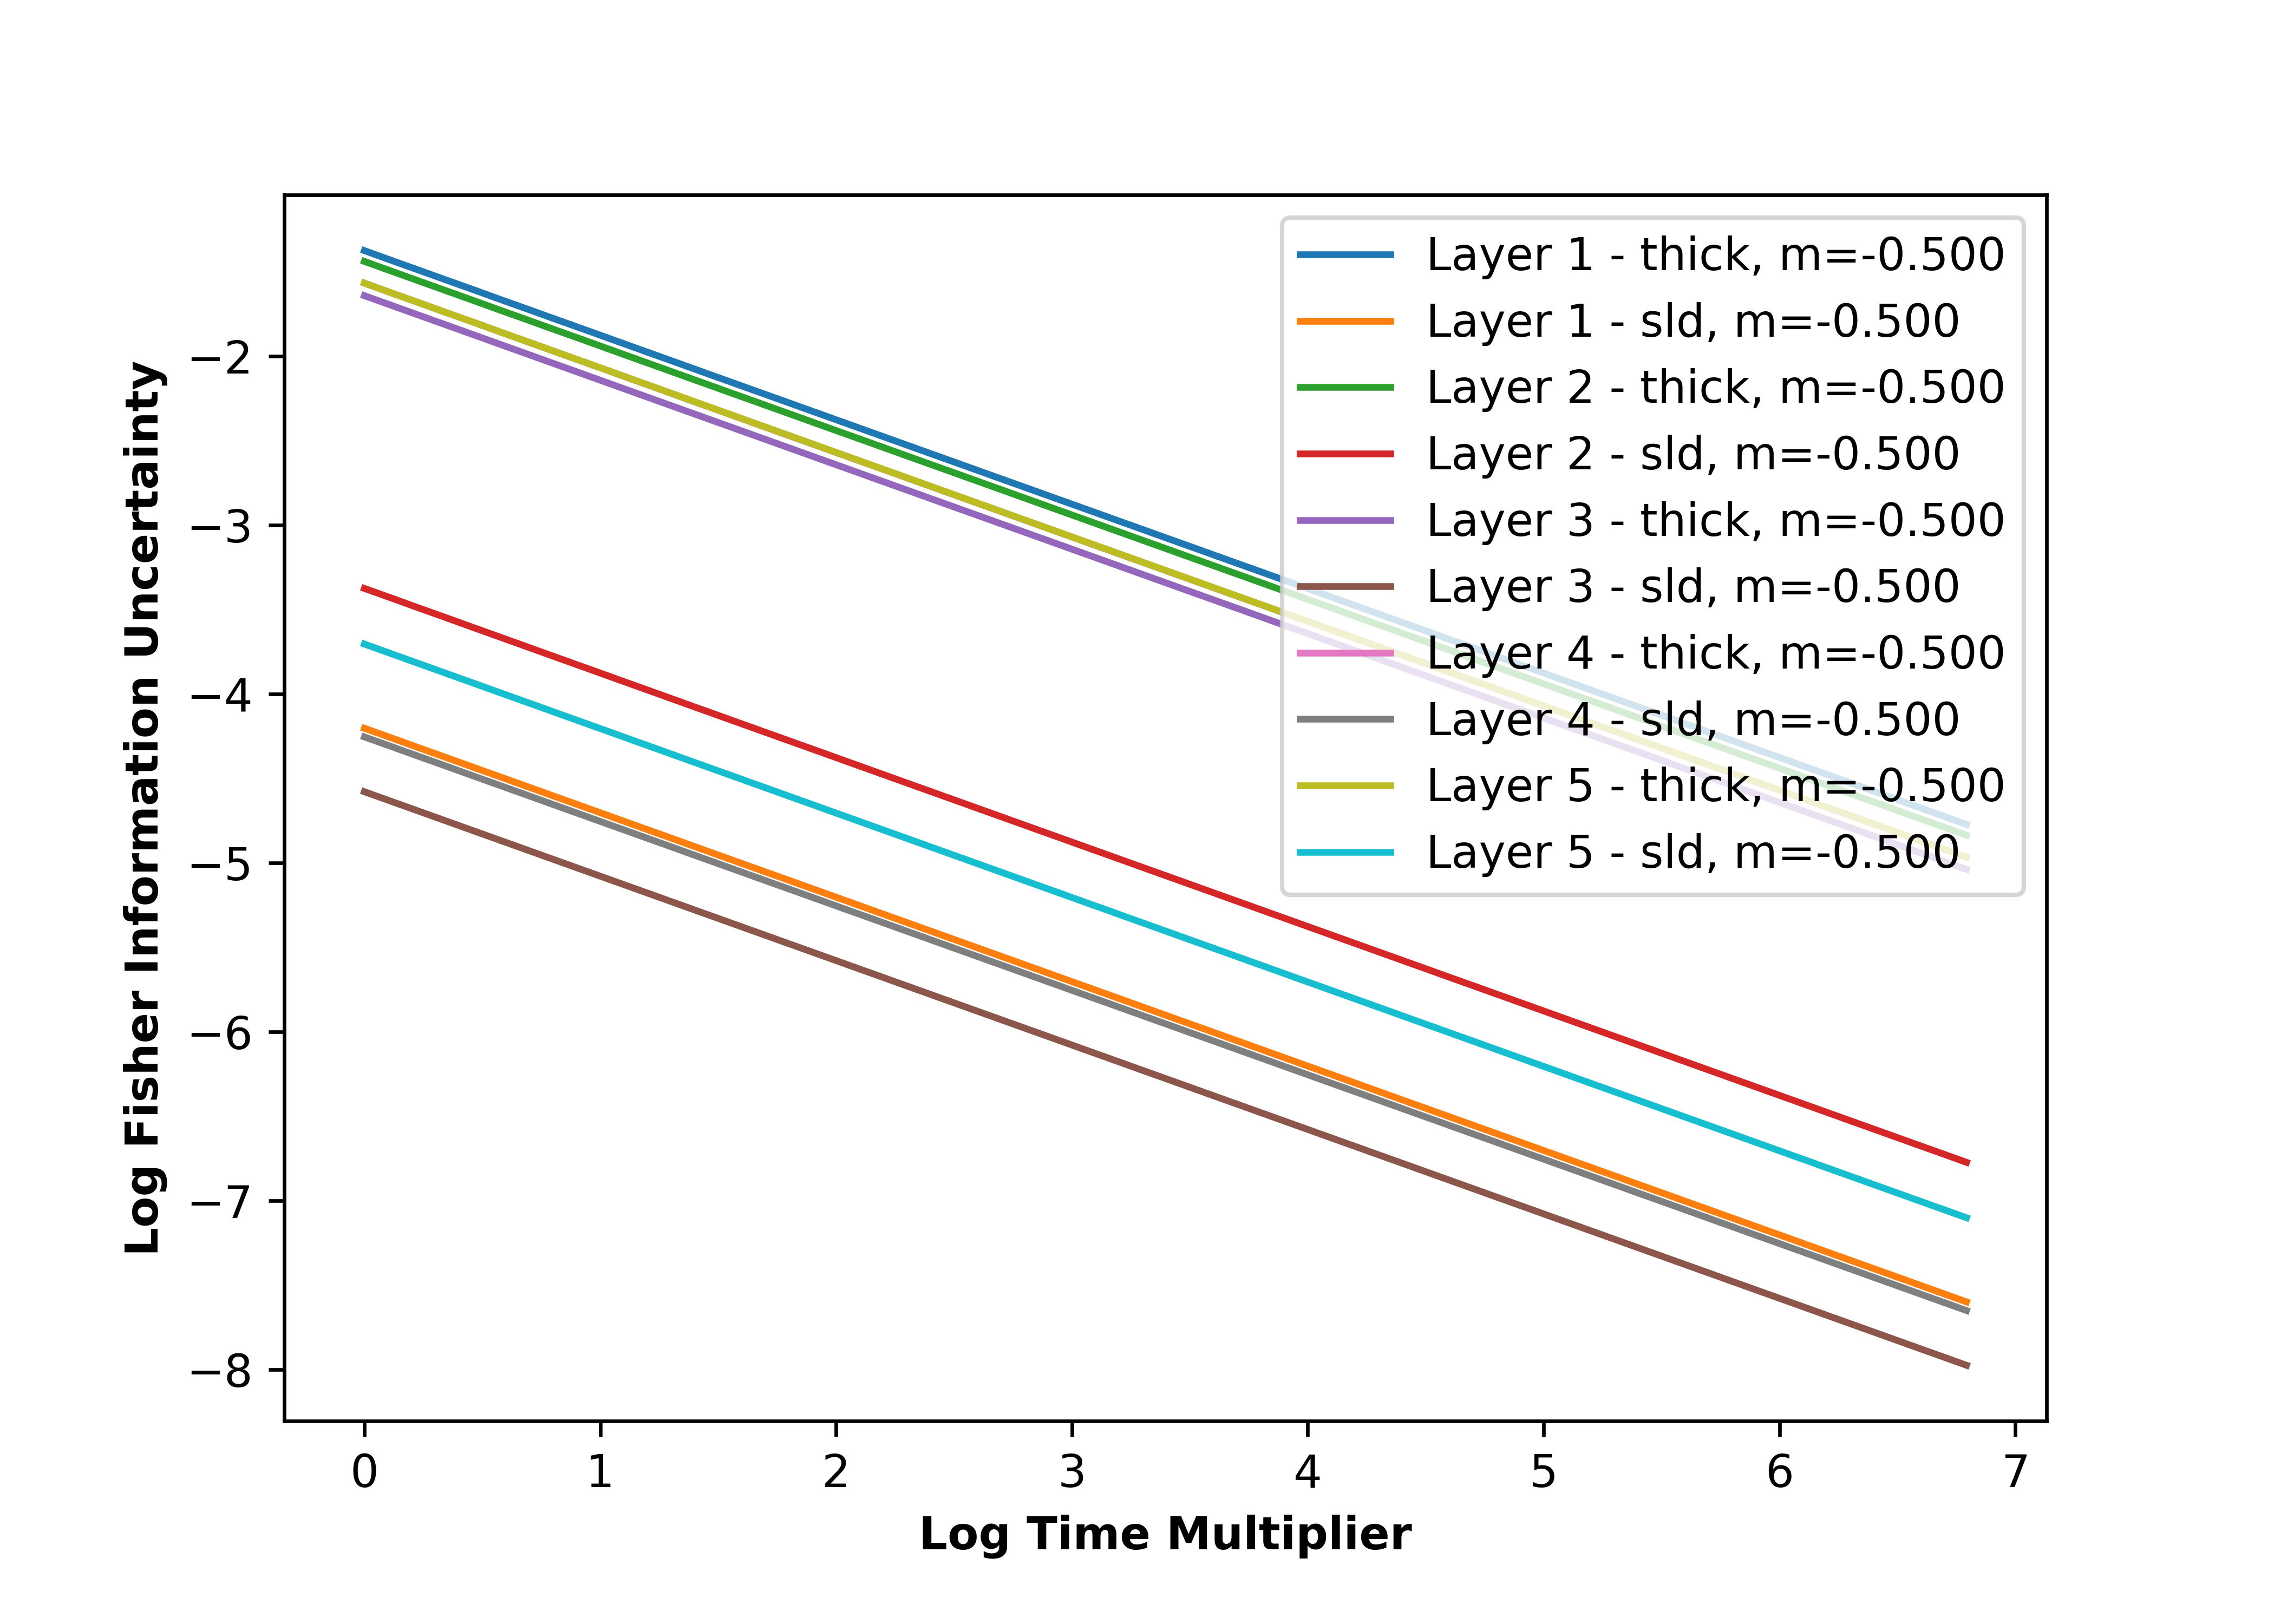 Layer 1 - thick, m=-0.500
Layer 1 - sld, m=-0.500
Layer 2 - thick, m=-0.500
Layer 2 - sld, m=-0.500
Layer 3 - thick, m=-0.500
Layer 3 - sld, m=-0.500
Layer 4 - thick, m=-0.500
Layer 4 - sld, m=-0.500
Layer 5 - thick, m=-0.500
Layer 5 - sld, m=-0.500
Log Fisher Information Uncertainty
−2
−3
−4
−5
−6
−7
−8
0 1 2 3 4 5 6 7
Log Time Multiplier